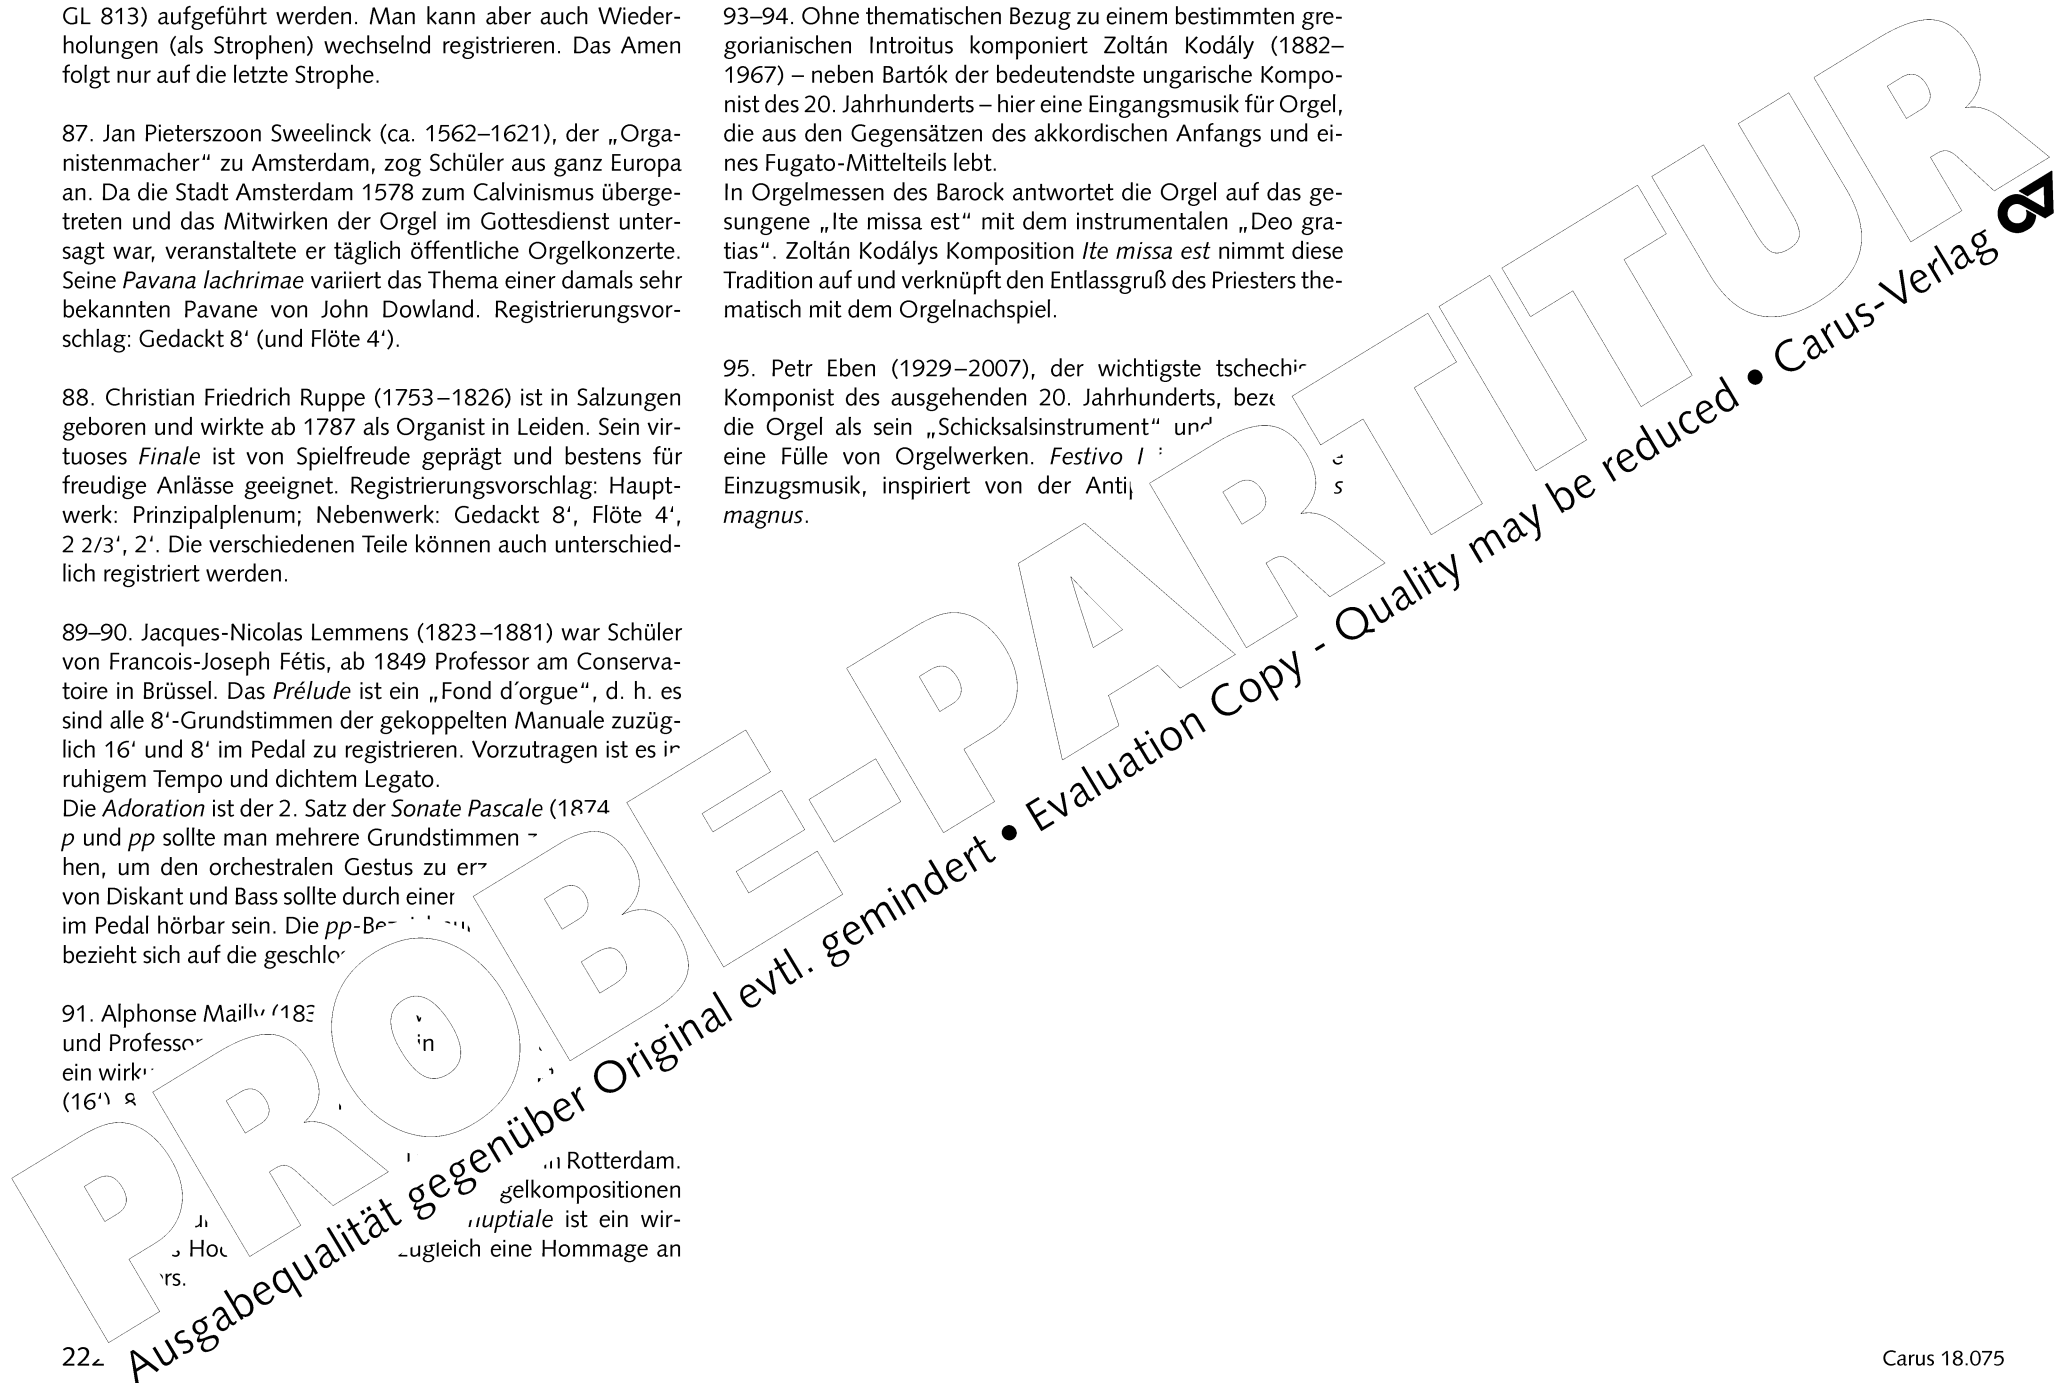 GL 813) aufgeführt werden. Man kann aber auch Wieder-
holungen (als Strophen) wechselnd registrieren. Das Amen
folgt nur auf die letzte Strophe.
87. Jan Pieterszoon Sweelinck (ca. 1562–1621), der „Orga-
nistenmacher“ zu Amsterdam, zog Schüler aus ganz Europa
an. Da die Stadt Amsterdam 1578 zum Calvinismus überge-
treten und das Mitwirken der Orgel im Gottesdienst unter-
sagt war, veranstaltete er täglich öffentliche Orgelkonzerte.
Seine Pavana lachrimae variiert das Thema einer damals sehr
bekannten Pavane von John Dowland. Registrierungsvor-
schlag: Gedackt 8‘ (und Flöte 4‘).
88. Christian Friedrich Ruppe (1753–1826) ist in Salzungen
geboren und wirkte ab 1787 als Organist in Leiden. Sein vir-
tuoses Finale ist von Spielfreude geprägt und bestens für
freudige Anlässe geeignet. Registrierungsvorschlag: Haupt-
werk: Prinzipalplenum; Nebenwerk: Gedackt 8‘, Flöte 4‘,
2 2/3‘, 2‘. Die verschiedenen Teile können auch unterschied-
lich registriert werden.
89–90. Jacques-Nicolas Lemmens (1823–1881) war Schüler
von Francois-Joseph Fétis, ab 1849 Professor am Conserva-
toire in Brüssel. Das Prélude ist ein „Fond d´orgue“, d. h. es
sind alle 8‘-Grundstimmen der gekoppelten Manuale zuzüg-
lich 16‘ und 8‘ im Pedal zu registrieren. Vorzutragen ist es in
ruhigem Tempo und dichtem Legato.
Die Adoration ist der 2. Satz der Sonate Pascale (1874
p und pp sollte man mehrere Grundstimmen
hen, um den orchestralen Gestus zu
von Diskant und Bass sollte durch
im Pedal hörbar sein. Die pp-
bezieht sich auf die
91. Alphonse Mailly
und
ein
(16‘)
in
Rotterdam.
gelkompositionen
nuptiale ist ein wir-
zugleich eine Hommage an
93–94. Ohne thematischen Bezug zu einem bestimmten gre-
gorianischen Introitus komponiert Zoltán Kodály (1882–
1967) – neben Bartók der bedeutendste ungarische Kompo-
nist des 20. Jahrhunderts – hier eine Eingangsmusik für Orgel,
die aus den Gegensätzen des akkordischen Anfangs und ei-
nes Fugato-Mittelteils lebt.
In Orgelmessen des Barock antwortet die Orgel auf das ge-
sungene „Ite missa est“ mit dem instrumentalen „Deo gra-
tias“. Zoltán Kodálys Komposition Ite missa est nimmt diese
Tradition auf und verknüpft den Entlassgruß des Priesters the-
matisch mit dem Orgelnachspiel.
95. Petr Eben (1929–2007), der wichtigste
Komponist des ausgehenden 20. Jahrhunderts,
die Orgel als sein „Schicksalsinstrument“ und
eine Fülle von Orgelwerken. Festivo
Einzugsmusik, inspiriert von der
magnus.
PROBE-PARTITUR
Ausgabequalität gegenüber Original evtl. gemindert • Evaluation Copy - Quality may be reduced • Carus-Verlag
Carus 18.075